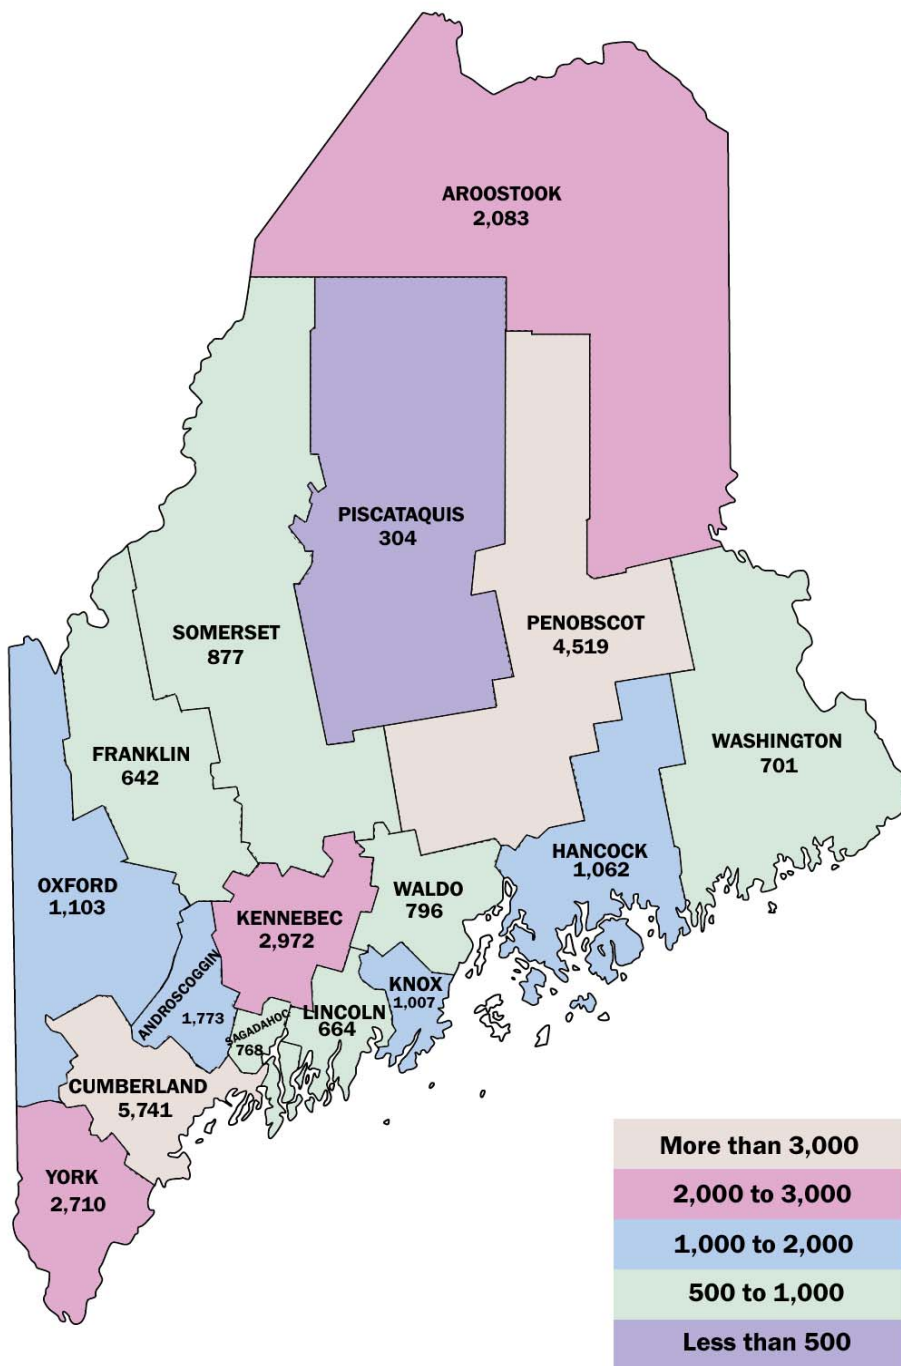 AROOSTOOK
2,083
PISCATAQUIS
304
PENOBSCOT
4,519
SOMERSET
877
WASHINGTON
701
FRANKLIN
642
HANCOCK
1,062
OXFORD
1,103
WALDO
796
KENNEBEC
2,972
KNOX
1,007
ANDROSCOGGIN
1,773
LINCOLN
664
SAGADAHOC
768
CUMBERLAND
5,741
YORK
2,710
More than 3,000
2,000 to 3,000
1,000 to 2,000
500 to 1,000
Less than 500